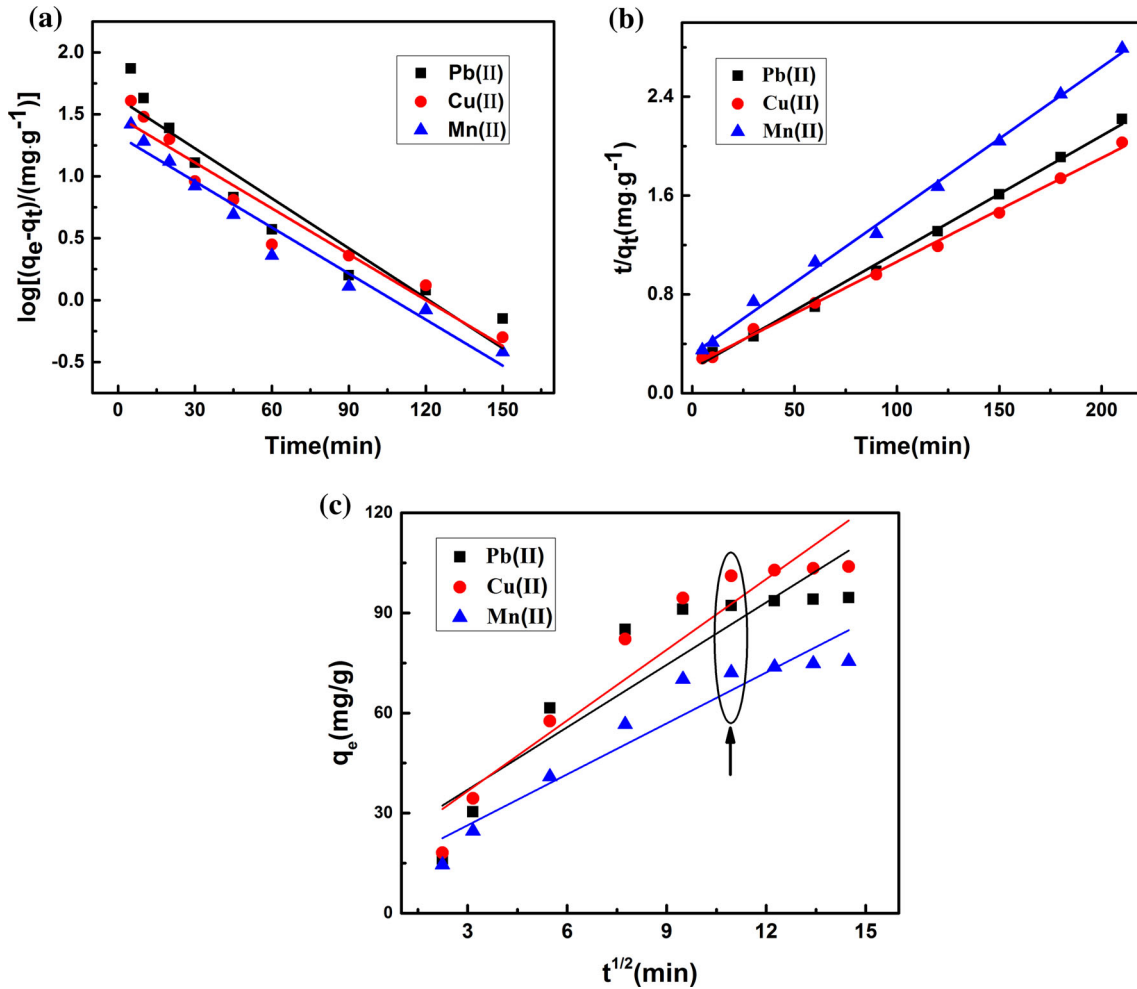 (a)
2.0
1.5
1.0
0.5
0.0
-0.5
log[(qe-qt)/(mg·g-1)]
Pb(II)
Cu(II)
Mn(II)
0 30 60 90 120 150
Time(min)
(b)
2.4
1.6
0.8
0.0
t/qt(mg·g-1)
Pb(II)
Cu(II)
Mn(II)
0 50 100 150 200
Time(min)
(c)
120
90
60
30
0
qe(mg/g)
Pb(II)
Cu(II)
Mn(II)
3 6 9 12 15
t1/2(min)